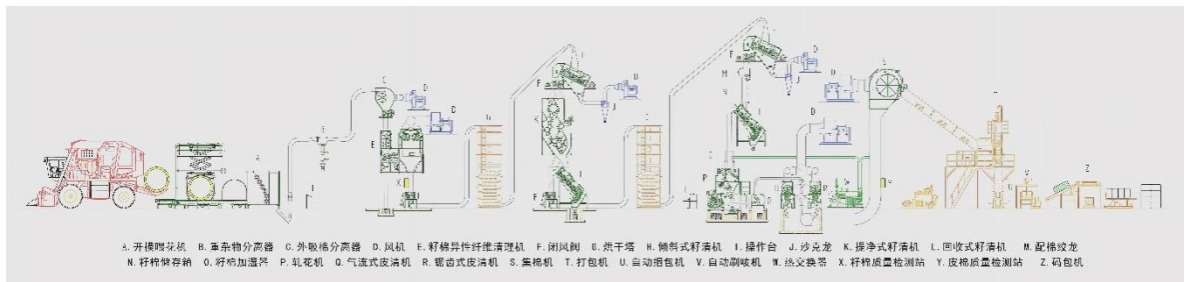 A.开模喂花机 B.重杂物分离器 C.外吸棉分离器 D.风机 E.籽棉异性纤维清理机 F.闭风阀 G.烘干塔 H.倾斜式籽清机 I.操作台 J.沙克龙 K.提净式籽清机 L.回收式籽清机 M.配棉绞龙
N.籽棉储存箱 O.籽棉加湿器 P.轧花机 Q.气流式皮清机 R.锯齿式皮清机 S.集棉机 T.打包机 U.自动捆包机 V.自动刷唛机 W.热交换器 X.籽棉质量检测站 Y.皮棉质量检测站 Z.码包机